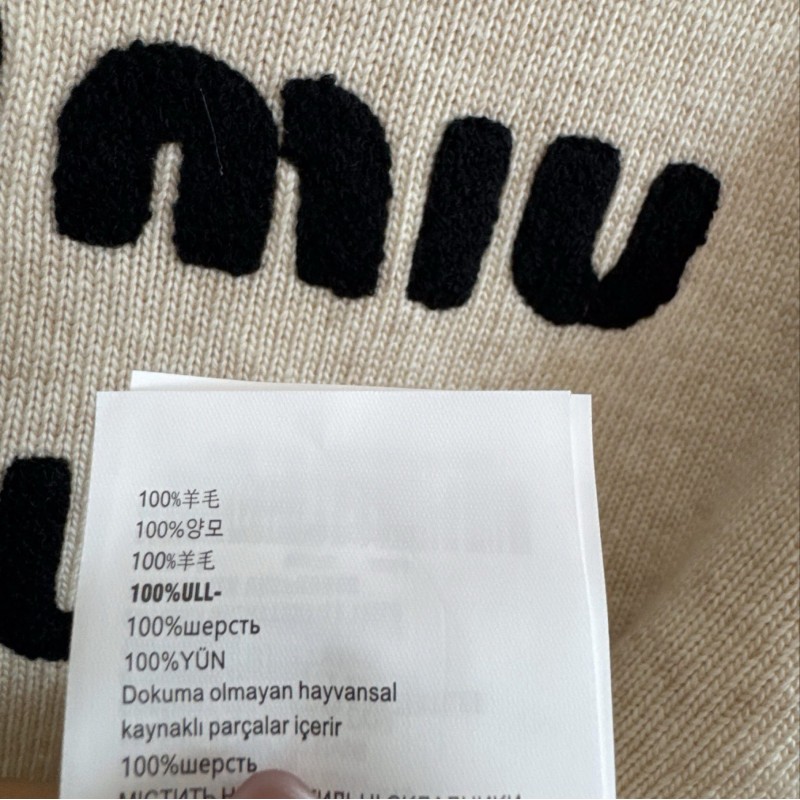 miu
100%羊毛
100%양모
100%羊毛
100%ULL-
100%шерсть
100%YÜN
Dokuma olmayan hayvansal
kaynaklı parçalar içerir
100%шерсть
МІСТИТЬ